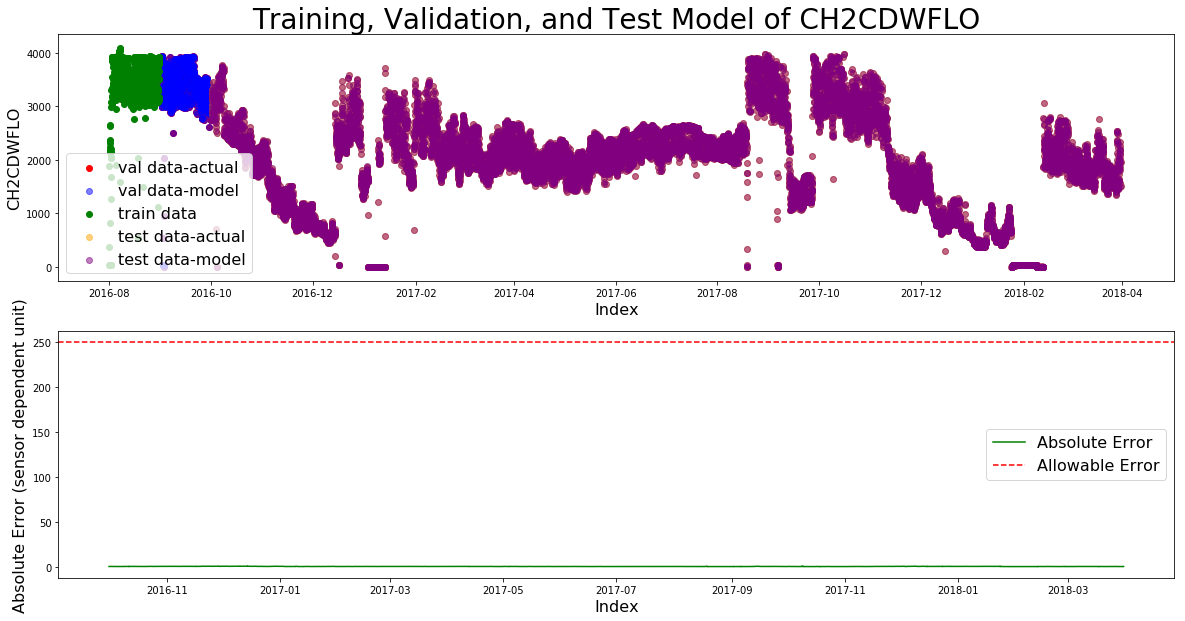 Training, Validation, and Test Model of CH2CDWFLO
CH2CDWFLO
4000
3000
2000
1000
0
val data-actual
val data-model
train data
test data-actual
test data-model
2016-08 2016-10 2016-12 2017-02 2017-04 2017-06 2017-08 2017-10 2017-12 2018-02 2018-04
Index
Absolute Error (sensor dependent unit)
250
200
150
100
50
0
Absolute Error
Allowable Error
2016-11 2017-01 2017-03 2017-05 2017-07 2017-09 2017-11 2018-01 2018-03
Index